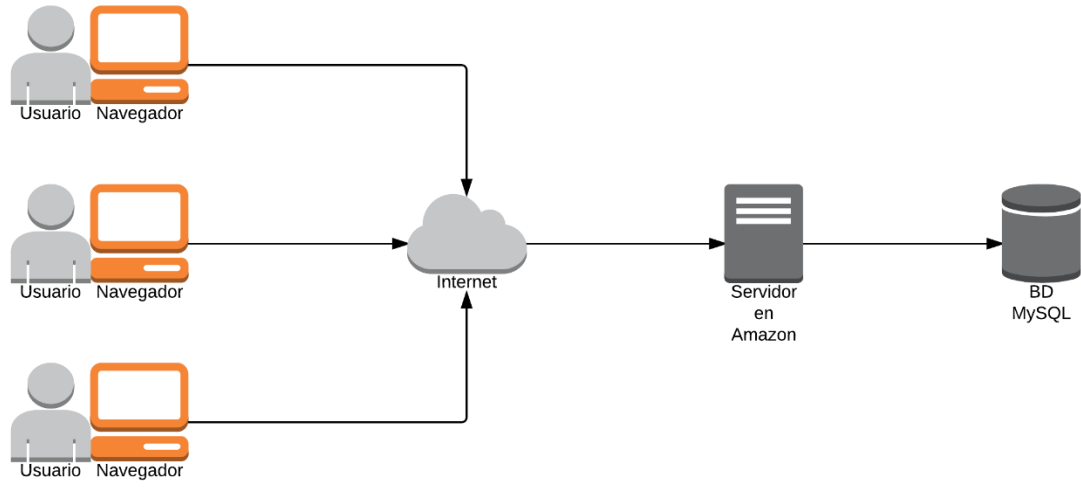 Usuario Navegador
Usuario Navegador
Internet
Servidor
en
Amazon
BD
MySQL
Usuario Navegador